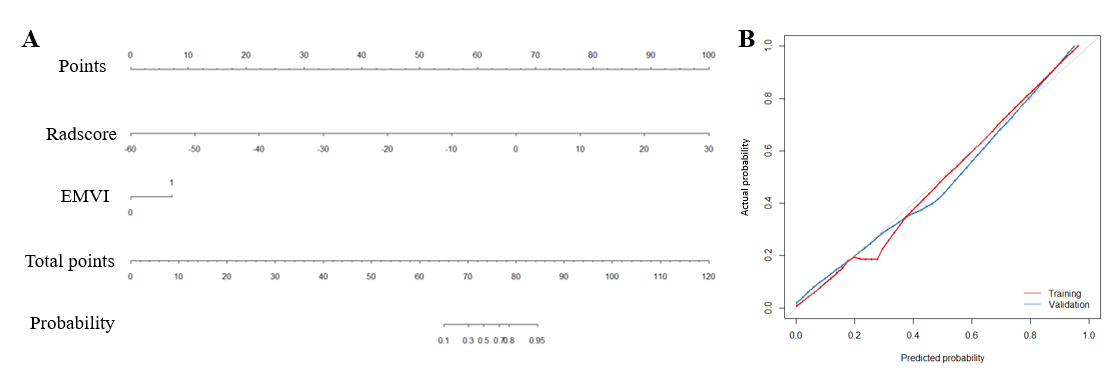 A
Points
0 10 20 30 40 50 60 70 80 90 100
Radscore
-60 -50 -40 -30 -20 -10 0 10 20 30
EMVI
1
0
Total points
0 10 20 30 40 50 60 70 80 90 100 110 120
Probability
0.1 0.3 0.5 0.7 0.8 0.95
B
Actual probability
1.0
0.8
0.6
0.4
0.2
0.0
Training
Validation
0.0 0.2 0.4 0.6 0.8 1.0
Predicted probability